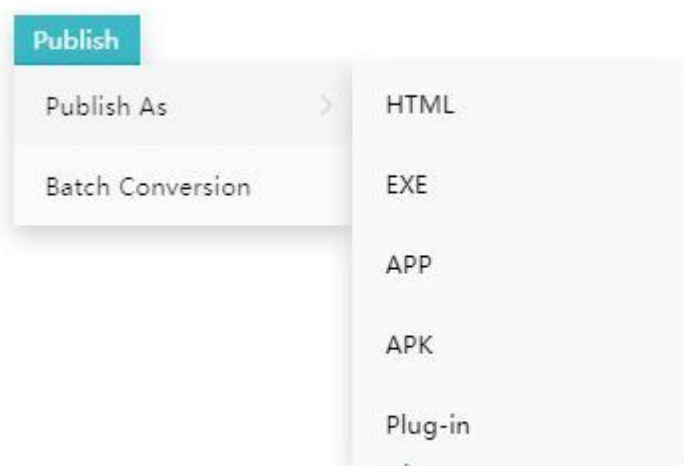 Publish
Publish As
Batch Conversion
HTML
EXE
APP
APK
Plug-in